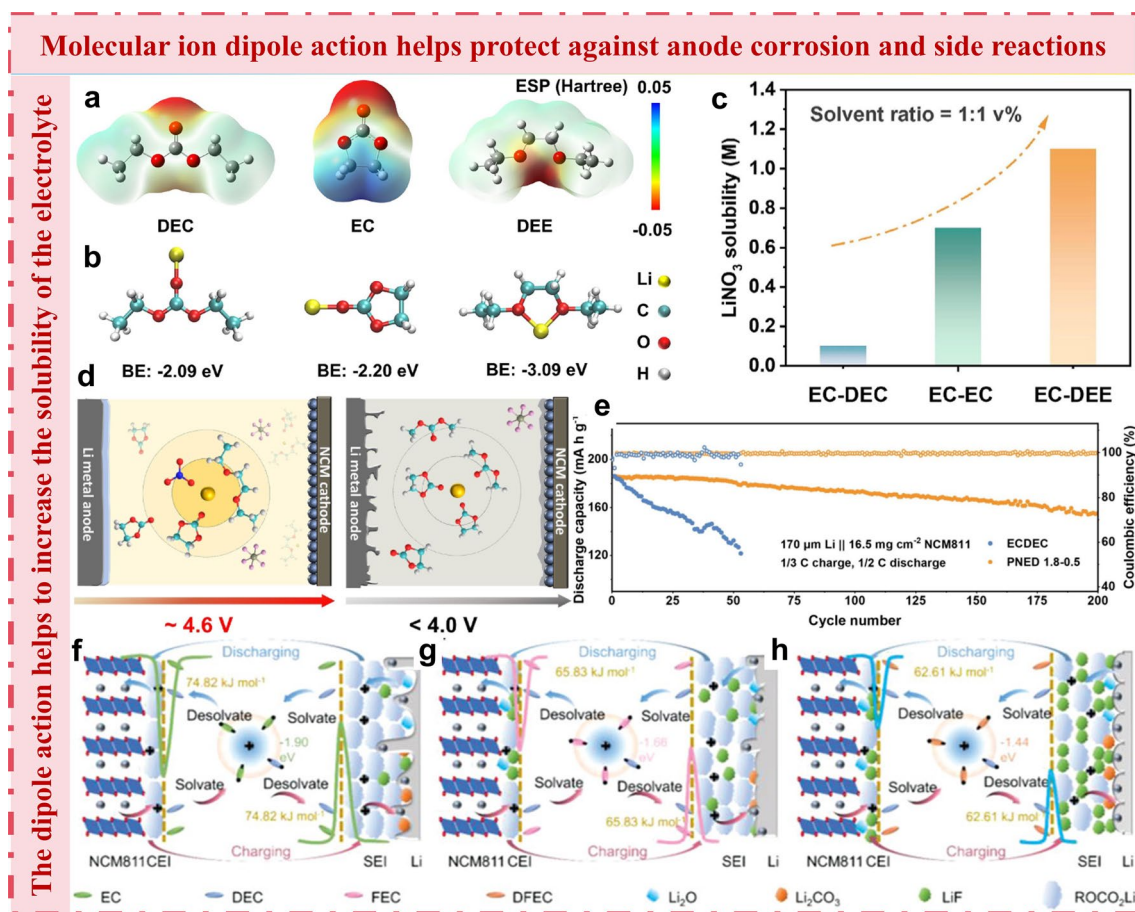 Molecular ion dipole action helps protect against anode corrosion and side reactions
The dipole action helps to increase the solubility of the electrolyte
a
ESP (Hartree)
0.05
-0.05
DEC
EC
DEE
b
Li
C
O
H
BE: -2.09 eV
BE: -2.20 eV
BE: -3.09 eV
c
Solvent ratio = 1:1 v%
LiNO₃ solubility (M)
1.4
1.2
1.0
0.8
0.6
0.4
0.2
0.0
EC-DEC
EC-EC
EC-DEE
d
Li metal anode
NCM cathode
Li metal anode
NCM cathode
~ 4.6 V
< 4.0 V
e
Discharge capacity (mA h g⁻¹)
200
160
120
Coulombic efficiency (%)
100
80
60
40
170 μm Li || 16.5 mg cm⁻² NCM811
1/3 C charge, 1/2 C discharge
ECDEC
PNED 1.8-0.5
0 25 50 75 100 125 150 175 200
Cycle number
f
Discharging
74.82 kJ mol⁻¹
Desolvate
Solvate
-1.90
eV
Solvate
Desolvate
74.82 kJ mol⁻¹
Charging
NCM811 CEI
SEI
Li
g
Discharging
65.83 kJ mol⁻¹
Desolvate
Solvate
-1.66
eV
Solvate
Desolvate
65.83 kJ mol⁻¹
Charging
NCM811 CEI
SEI
Li
h
Discharging
62.61 kJ mol⁻¹
Desolvate
Solvate
-1.44
eV
Solvate
Desolvate
62.61 kJ mol
Charging
NCM811 CEI
SEI
Li
EC
DEC
FEC
DFEC
Li₂O
Li₂CO₃
LiF
ROCO₂Li